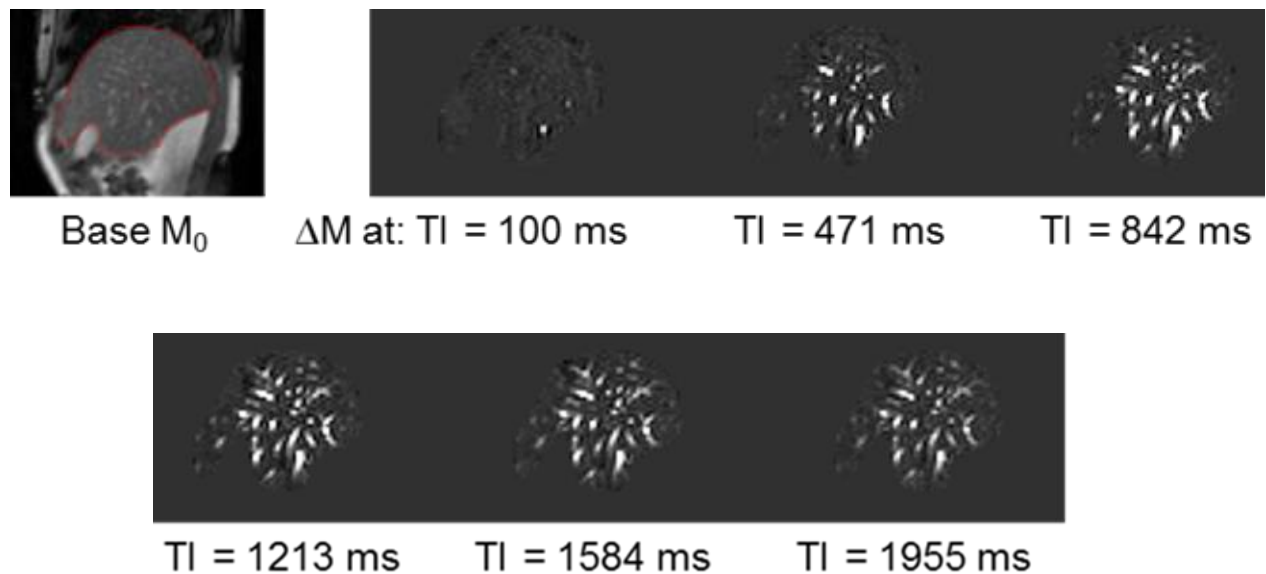 Base M₀ ΔM at: TI = 100 ms TI = 471 ms TI = 842 ms
TI = 1213 ms TI = 1584 ms TI = 1955 ms